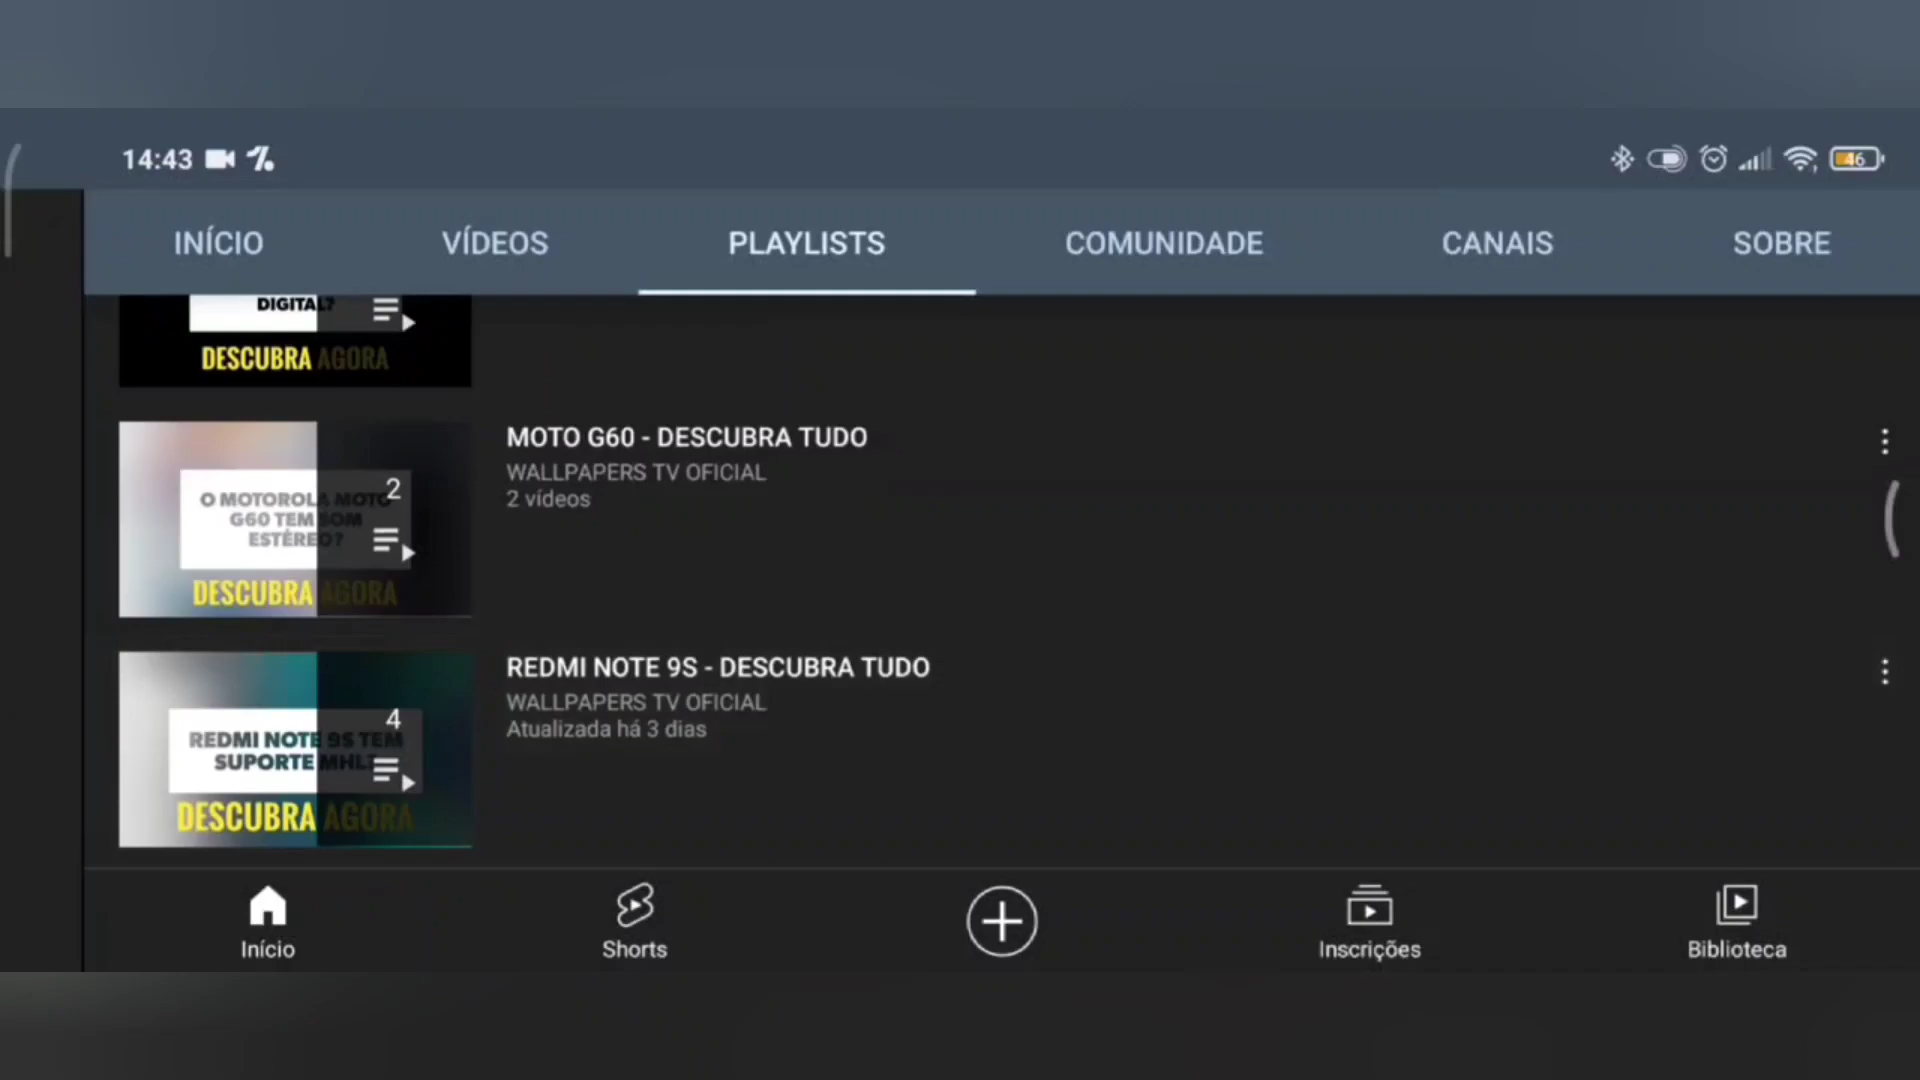 14:43
46
INÍCIO VÍDEOS PLAYLISTS COMUNIDADE CANAIS SOBRE
DIGITAL?
DESCUBRA AGORA
2
O MOTOROLA MOTO
G60 TEM SOM
ESTÉREO?
DESCUBRA AGORA
MOTO G60 - DESCUBRA TUDO
WALLPAPERS TV OFICIAL
2 vídeos
4
REDMI NOTE 9S TEM
SUPORTE MHL?
DESCUBRA AGORA
REDMI NOTE 9S - DESCUBRA TUDO
WALLPAPERS TV OFICIAL
Atualizada há 3 dias
Início Shorts Inscrições Biblioteca